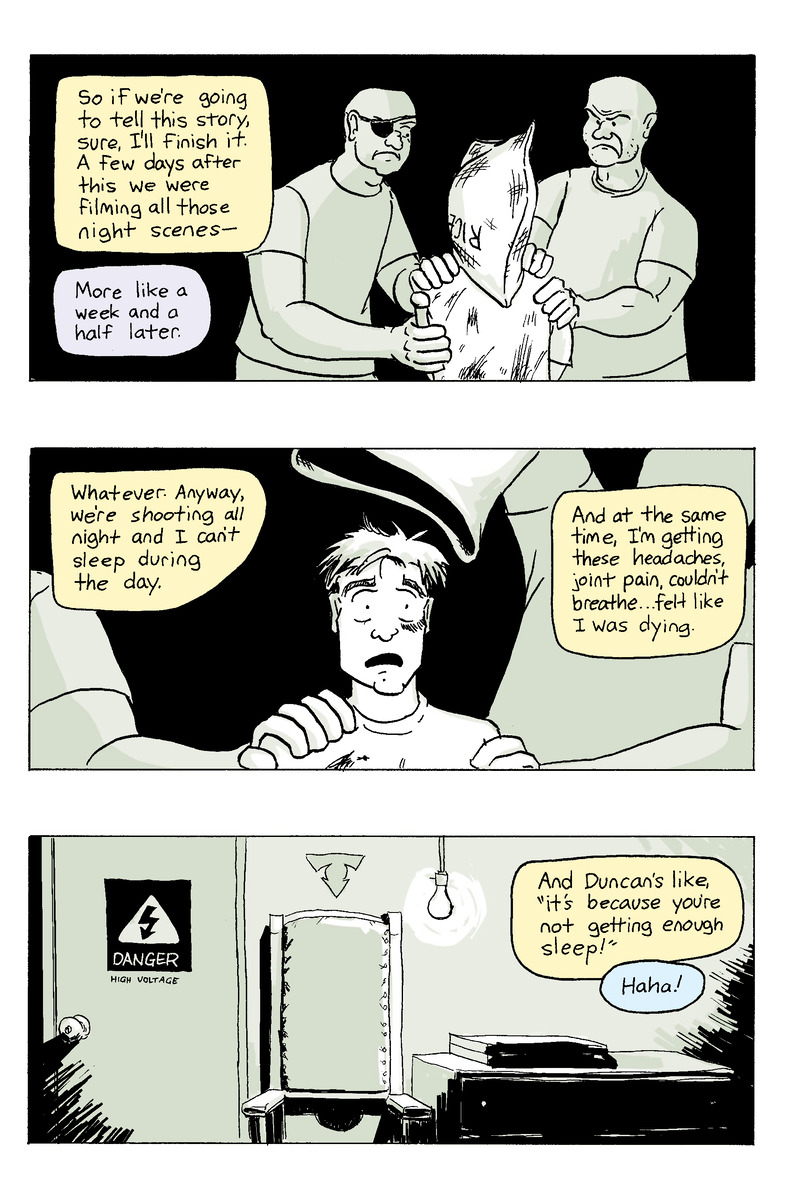 So if we're going
to tell this story,
sure, I'll finish it.
A few days after
this we were
filming all those
night scenes—
More like a
week and a
half later.
RICE
Whatever. Anyway,
we're shooting all
night and I can't
sleep during
the day.
And at the same
time, I'm getting
these headaches,
joint pain, couldn't
breathe...felt like
I was dying.
And Duncan's like,
"it's because you're
not getting enough
sleep!"
Haha!
DANGER
HIGH VOLTAGE